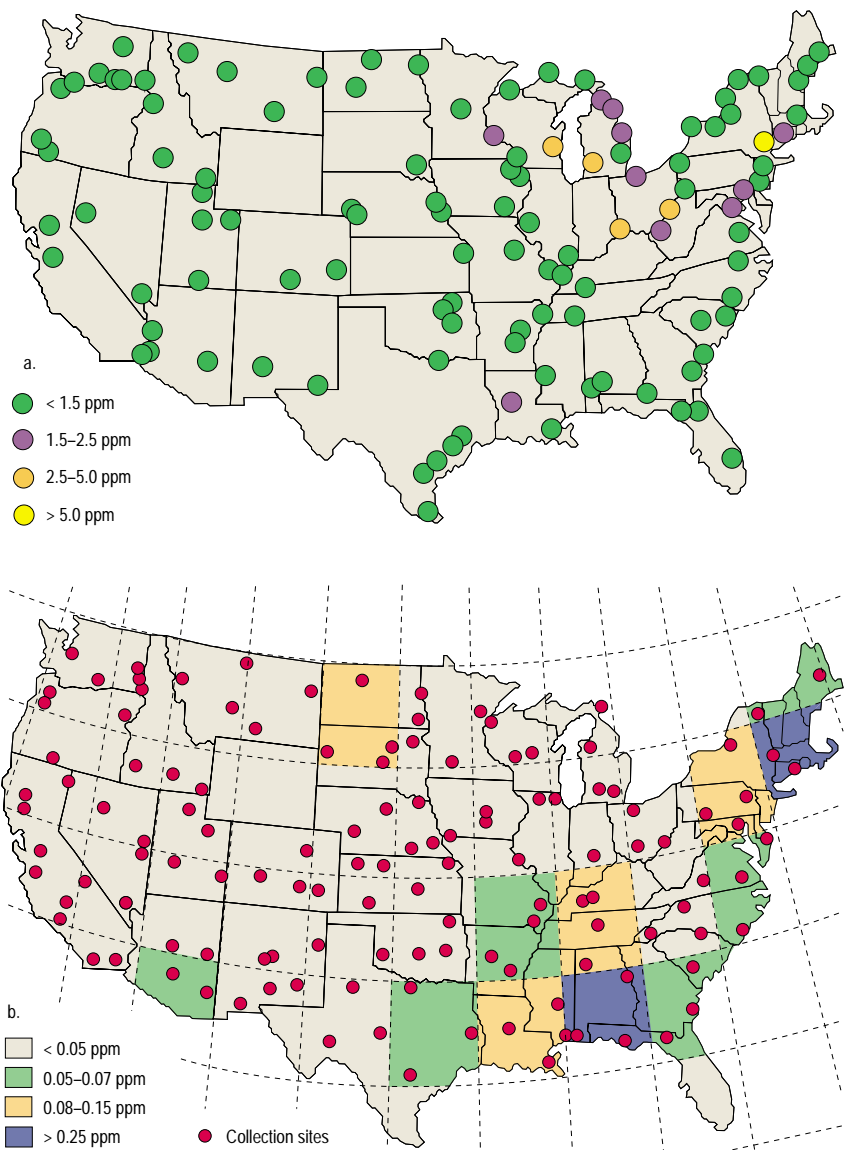 a.
< 1.5 ppm
1.5–2.5 ppm
2.5–5.0 ppm
> 5.0 ppm
b.
< 0.05 ppm
0.05–0.07 ppm
0.08–0.15 ppm
> 0.25 ppm
Collection sites